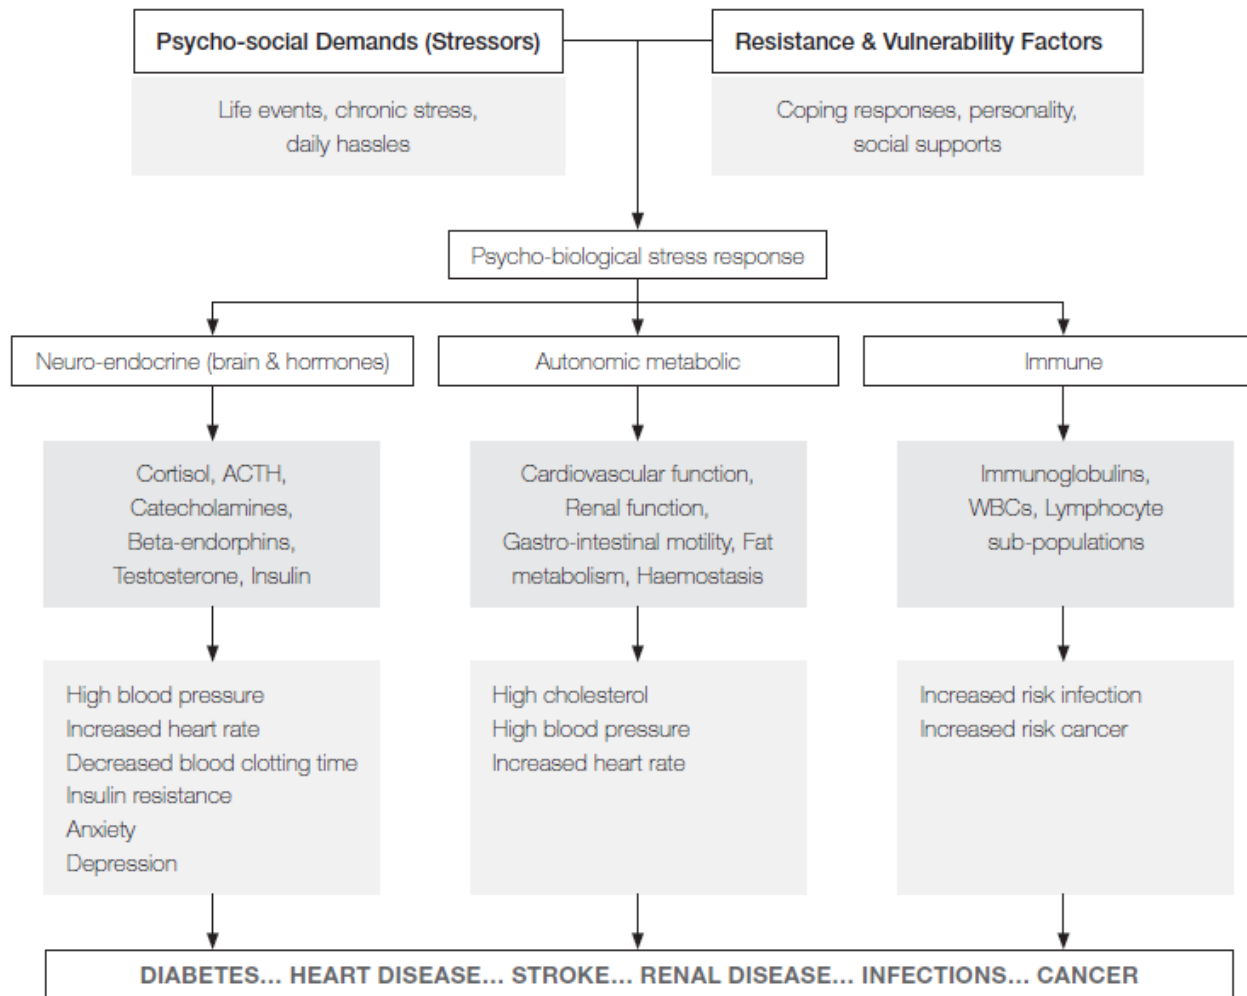 Psycho-social Demands (Stressors)
Resistance & Vulnerability Factors
Life events, chronic stress,
daily hassles
Coping responses, personality,
social supports
Psycho-biological stress response
Neuro-endocrine (brain & hormones)
Autonomic metabolic
Immune
Cortisol, ACTH,
Catecholamines,
Beta-endorphins,
Testosterone, Insulin
Cardiovascular function,
Renal function,
Gastro-intestinal motility, Fat
metabolism, Haemostasis
Immunoglobulins,
WBCs, Lymphocyte
sub-populations
High blood pressure
Increased heart rate
Decreased blood clotting time
Insulin resistance
Anxiety
Depression
High cholesterol
High blood pressure
Increased heart rate
Increased risk infection
Increased risk cancer
DIABETES... HEART DISEASE... STROKE... RENAL DISEASE... INFECTIONS... CANCER